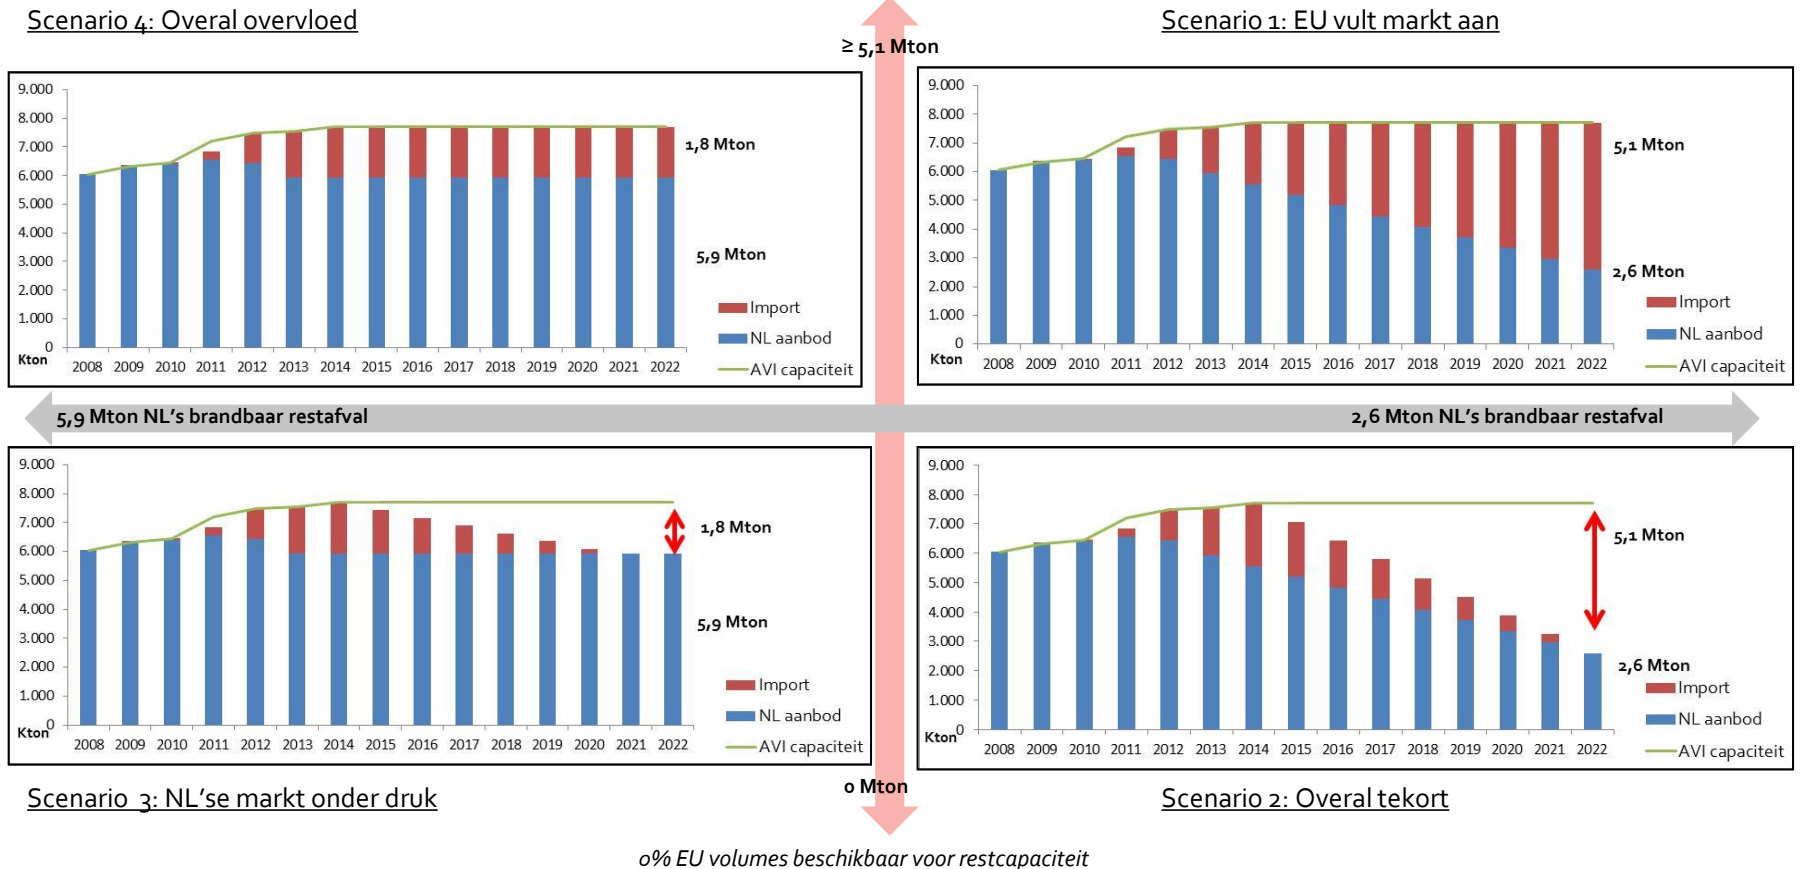 Scenario 4: Overal overvloed
Scenario 1: EU vult markt aan
≥ 5,1 Mton
9.000
8.000
7.000
6.000
5.000
4.000
3.000
2.000
1.000
0
Kton
2008 2009 2010 2011 2012 2013 2014 2015 2016 2017 2018 2019 2020 2021 2022
1,8 Mton
5,9 Mton
Import
NL aanbod
AVI capaciteit
9.000
8.000
7.000
6.000
5.000
4.000
3.000
2.000
1.000
0
Kton
2008 2009 2010 2011 2012 2013 2014 2015 2016 2017 2018 2019 2020 2021 2022
5,1 Mton
2,6 Mton
Import
NL aanbod
AVI capaciteit
5,9 Mton NL's brandbaar restafval
2,6 Mton NL's brandbaar restafval
9.000
8.000
7.000
6.000
5.000
4.000
3.000
2.000
1.000
0
Kton
2008 2009 2010 2011 2012 2013 2014 2015 2016 2017 2018 2019 2020 2021 2022
1,8 Mton
5,9 Mton
Import
NL aanbod
AVI capaciteit
9.000
8.000
7.000
6.000
5.000
4.000
3.000
2.000
1.000
0
Kton
2008 2009 2010 2011 2012 2013 2014 2015 2016 2017 2018 2019 2020 2021 2022
5,1 Mton
2,6 Mton
Import
NL aanbod
AVI capaciteit
0 Mton
Scenario 3: NL'se markt onder druk
Scenario 2: Overal tekort
0% EU volumes beschikbaar voor restcapaciteit